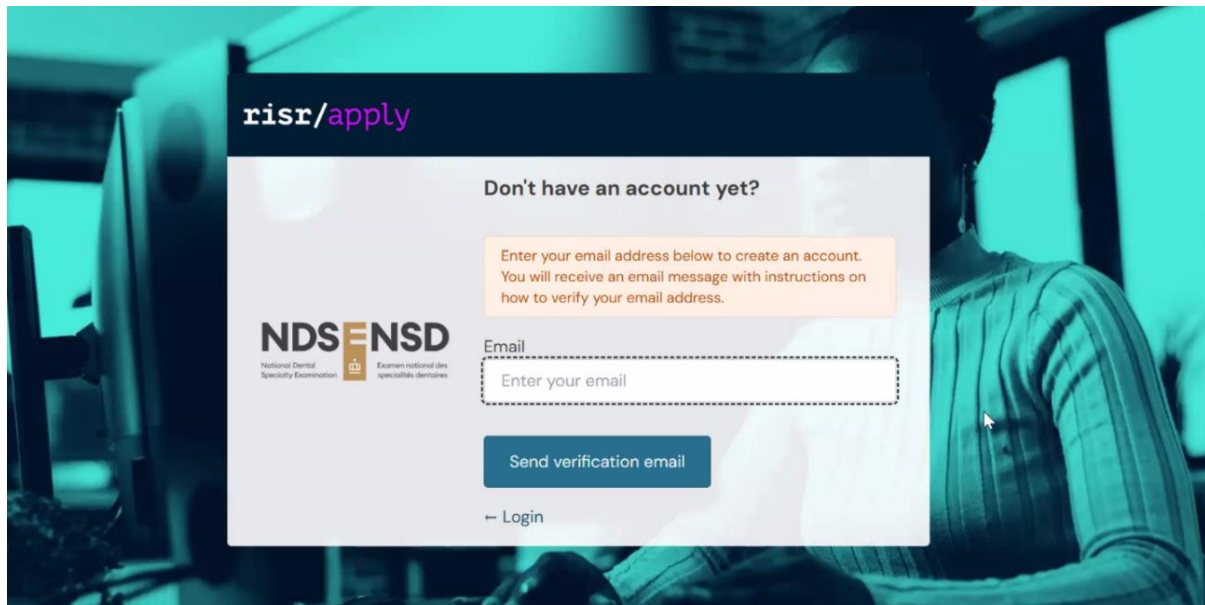 risr/apply
Don't have an account yet?
Enter your email address below to create an account.
You will receive an email message with instructions on
how to verify your email address.
NDSENSD
National Dental
Specialty Examination
Examen national des
spécialités dentaires
Email
Enter your email
Send verification email
← Login